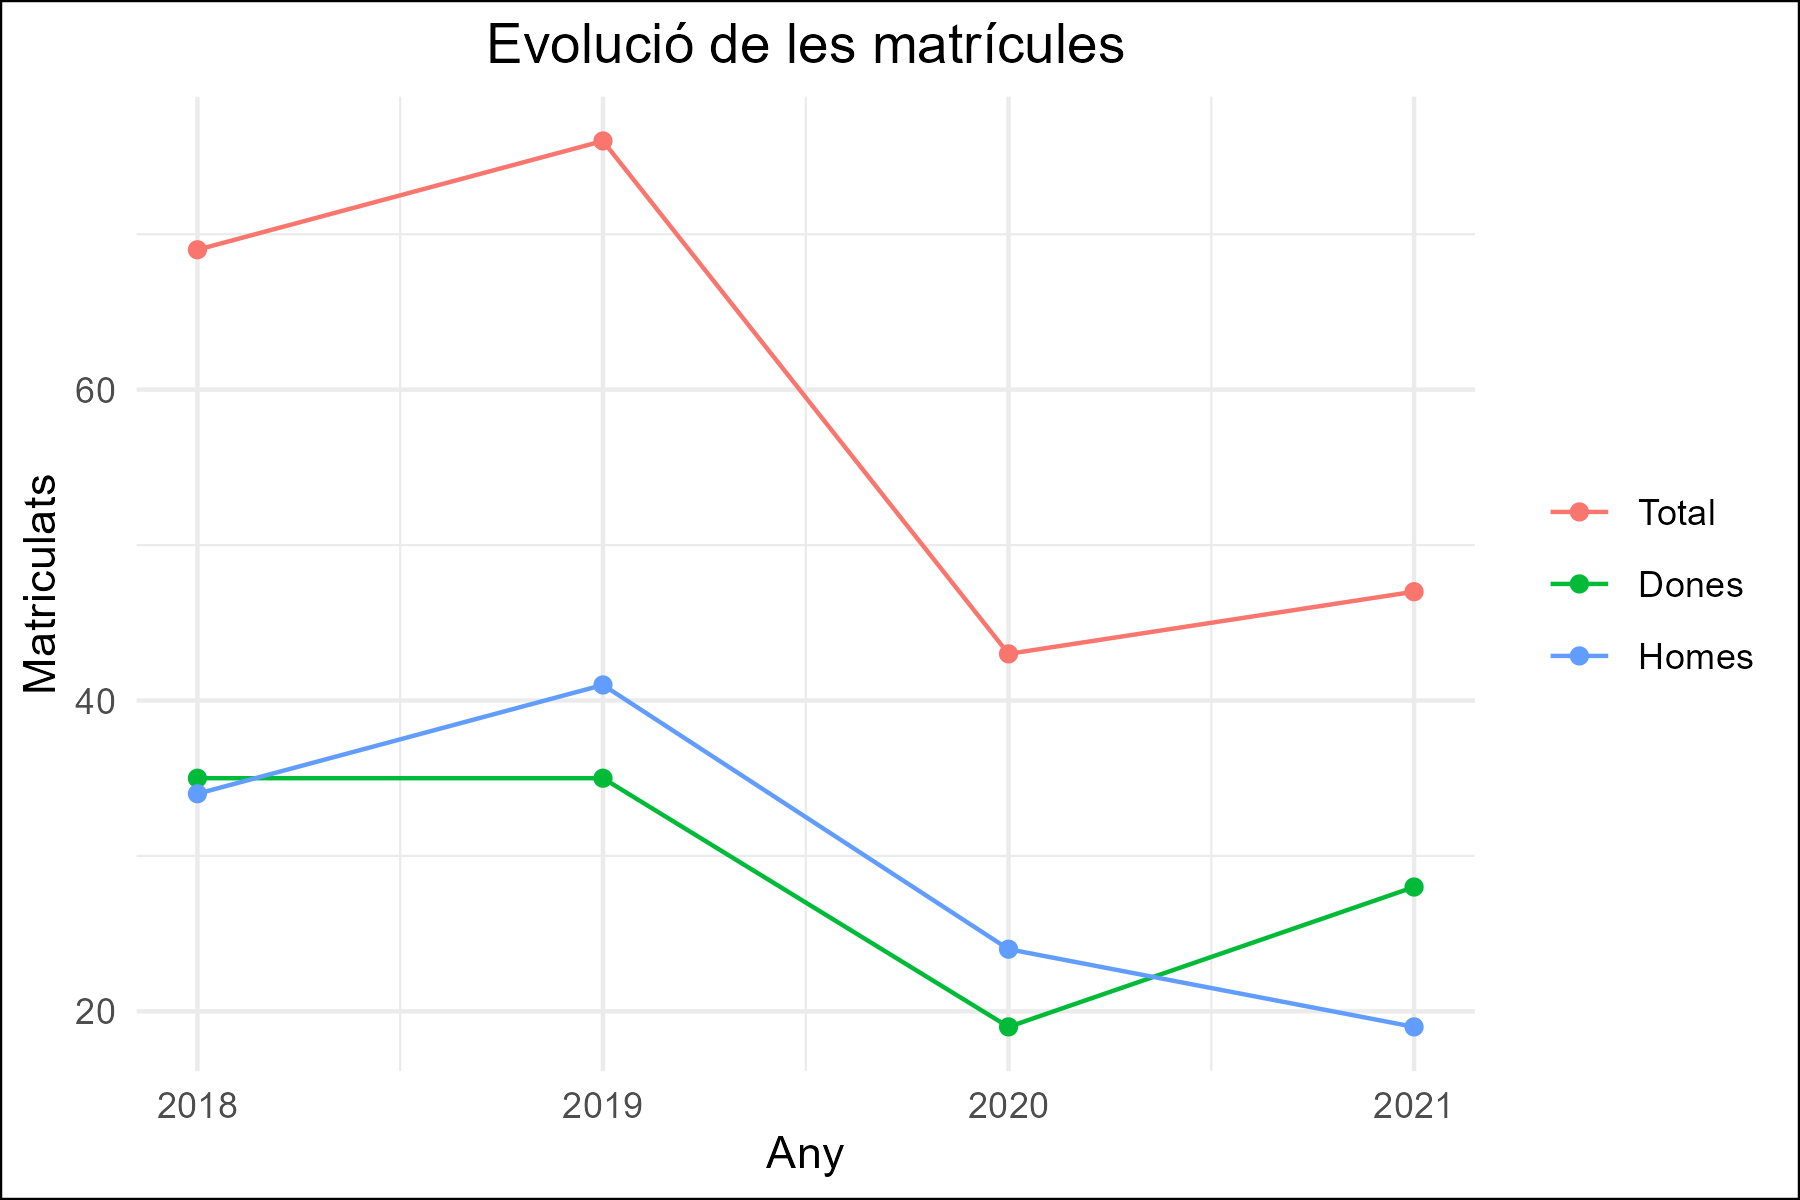 Evolució de les matrícules
Matriculats
60
40
20
2018
2019
2020
2021
Any
Total
Dones
Homes